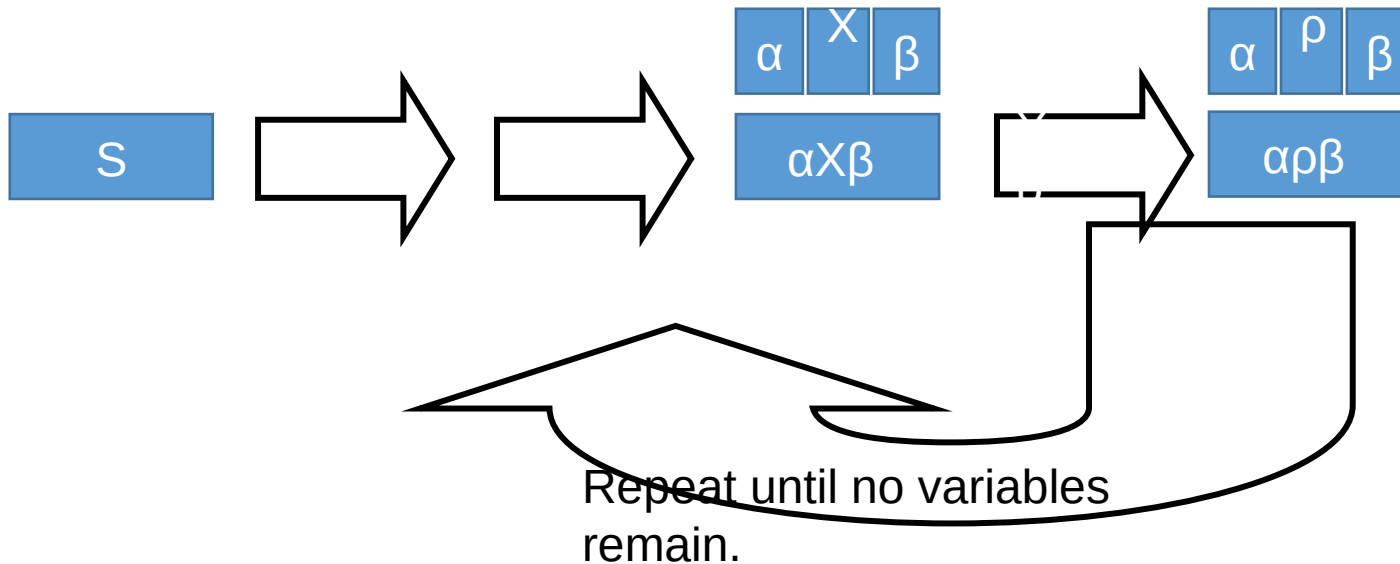 α X β
α ρ β
S
αXβ
αρβ
Repeat until no variables
remain.